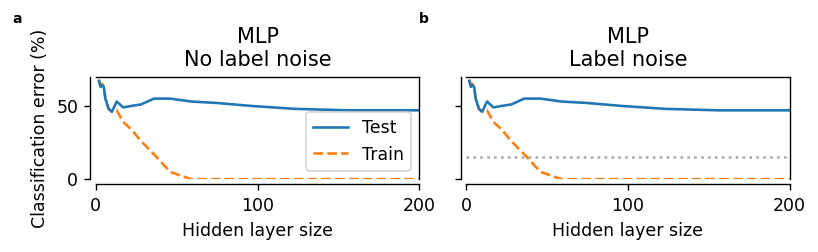 a
MLP
No label noise
Classification error (%)
50
0
Test
Train
0
100
200
Hidden layer size
b
MLP
Label noise
0
100
200
Hidden layer size